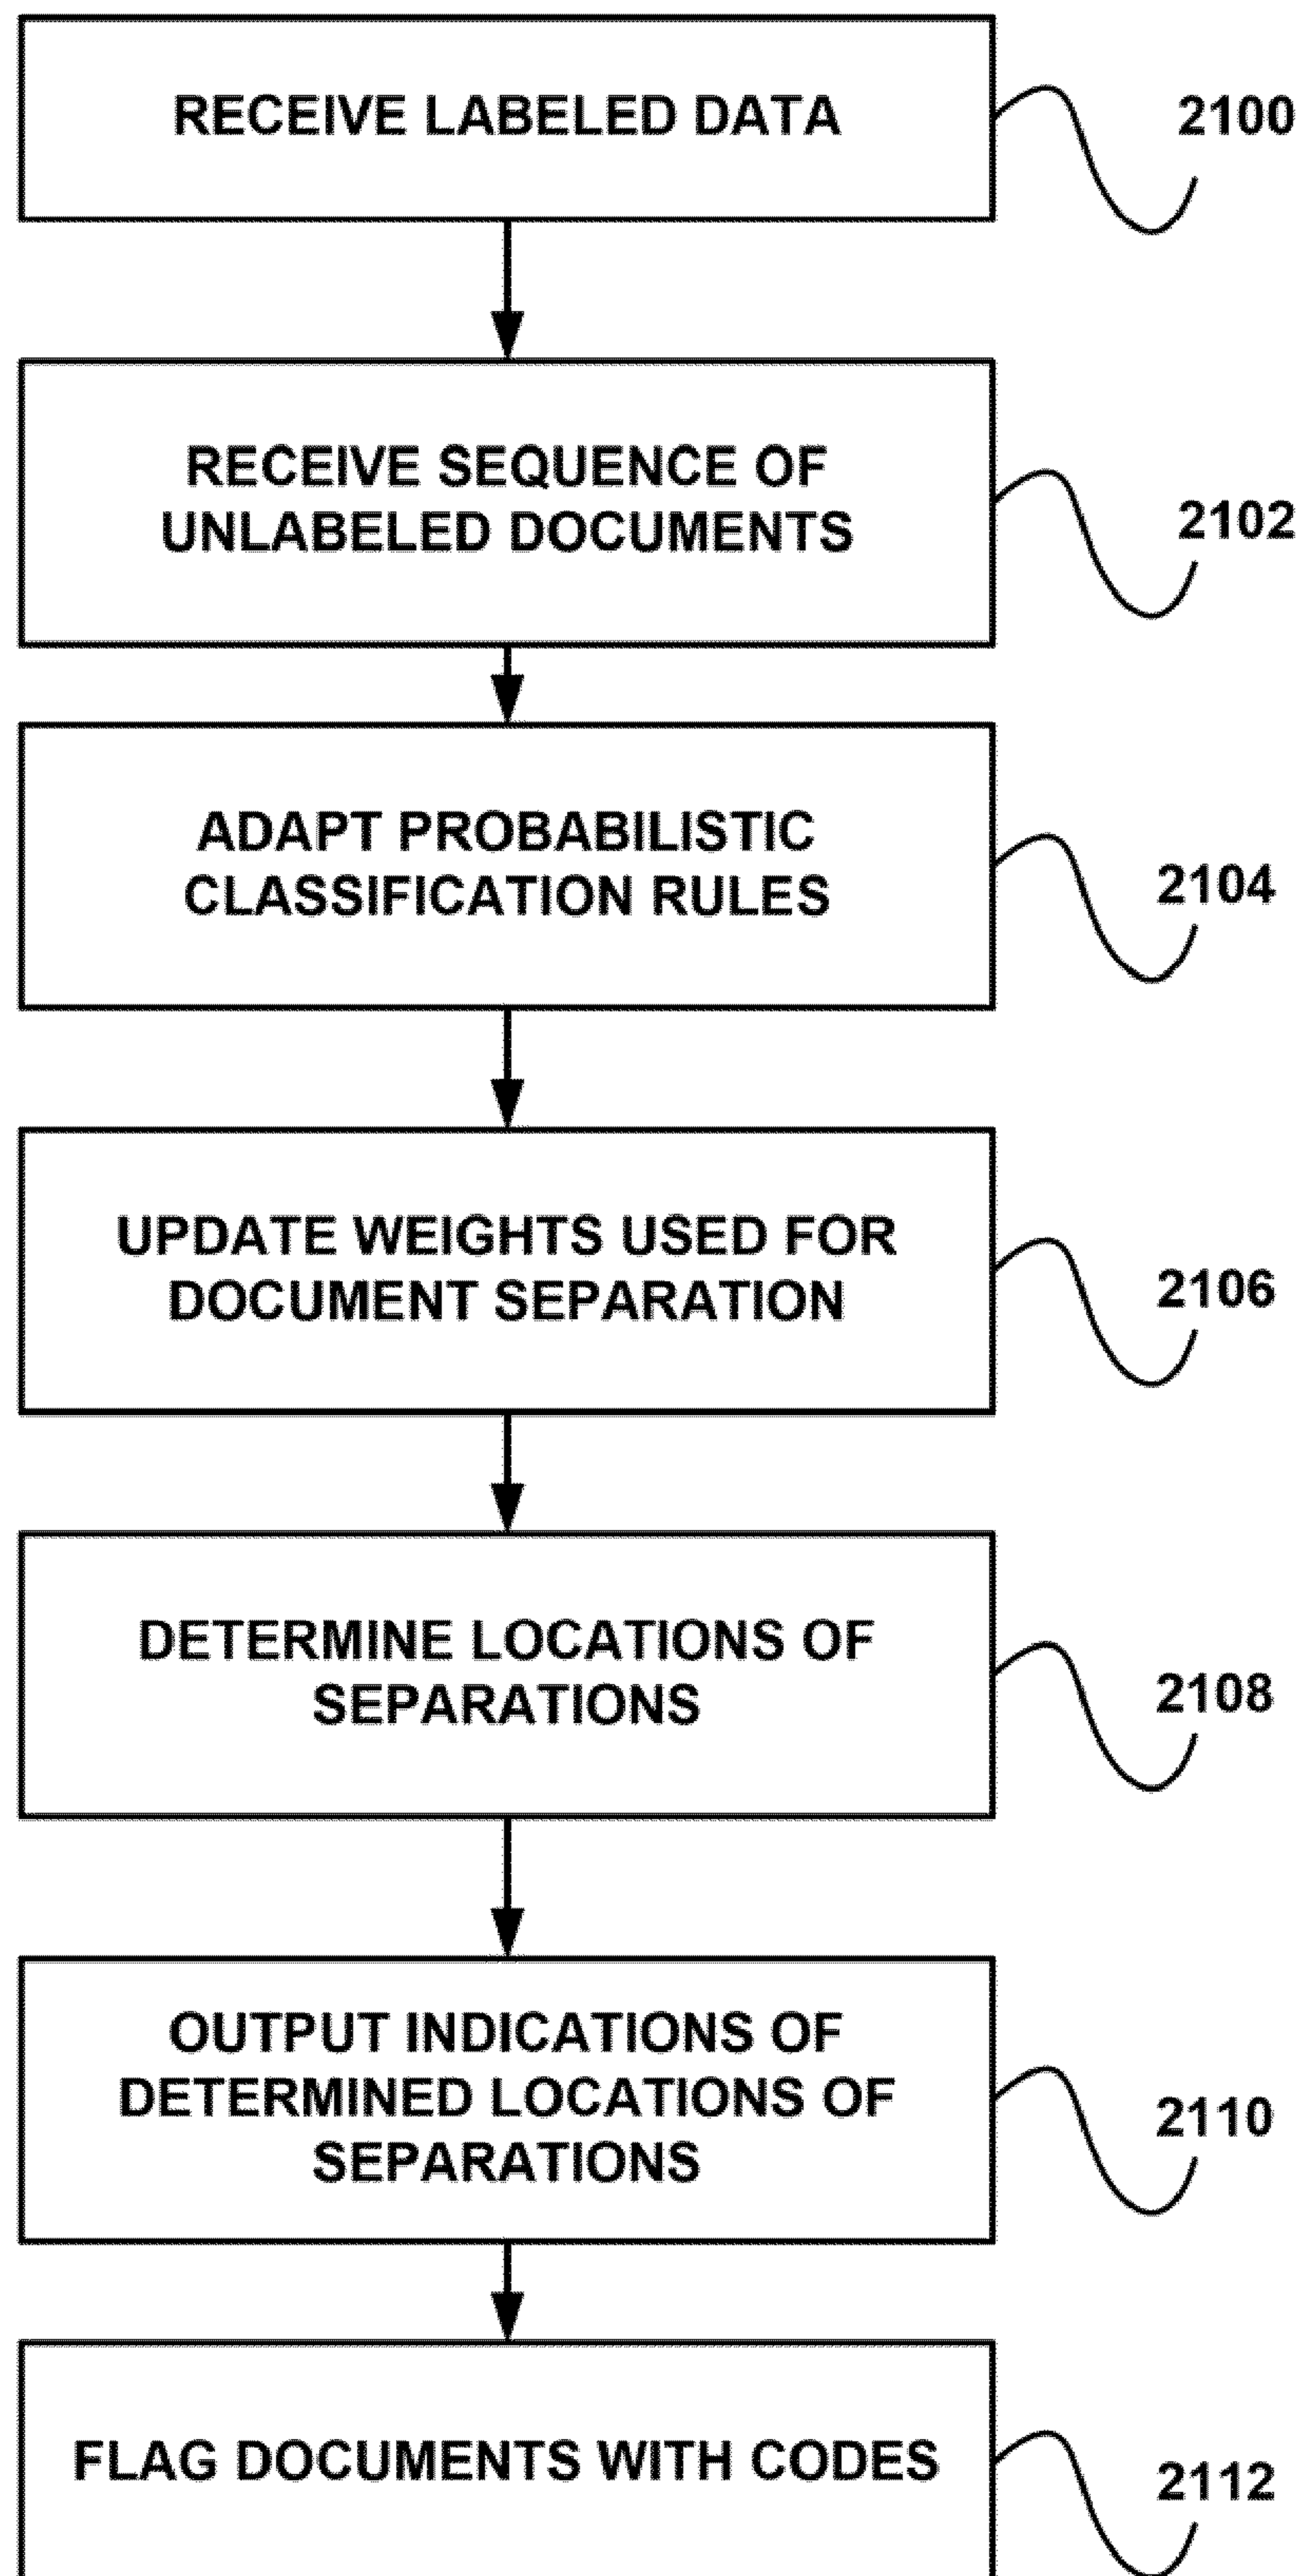 RECEIVE LABELED DATA
2100
RECEIVE SEQUENCE OF
UNLABELED DOCUMENTS
2102
ADAPT PROBABILISTIC
CLASSIFICATION RULES
2104
UPDATE WEIGHTS USED FOR
DOCUMENT SEPARATION
2106
DETERMINE LOCATIONS OF
SEPARATIONS
2108
OUTPUT INDICATIONS OF
DETERMINED LOCATIONS OF
SEPARATIONS
2110
FLAG DOCUMENTS WITH CODES
2112